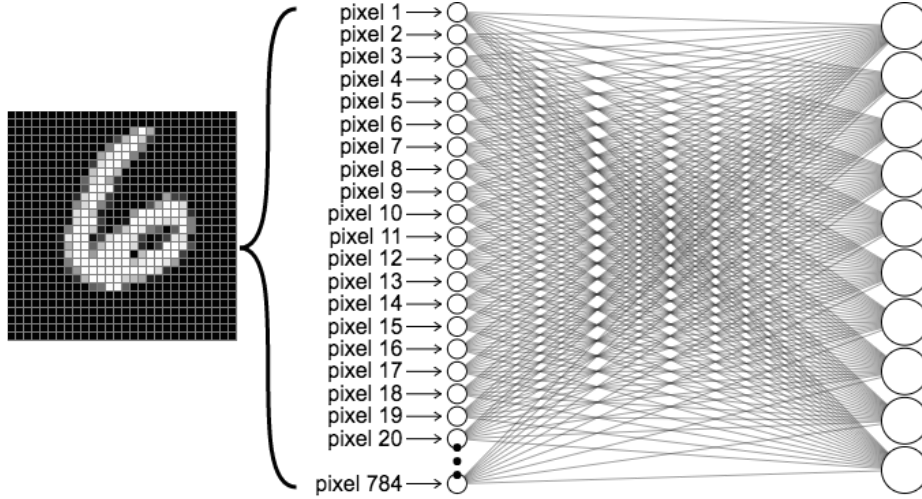 pixel 1
pixel 2
pixel 3
pixel 4
pixel 5
pixel 6
pixel 7
pixel 8
pixel 9
pixel 10
pixel 11
pixel 12
pixel 13
pixel 14
pixel 15
pixel 16
pixel 17
pixel 18
pixel 19
pixel 20
pixel 784
6